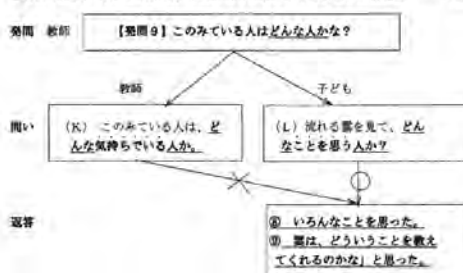 発問 教師
【発問9】このみている人はどんな人かな?
教師
子ども
問い
(K) このみている人は、ど
んな気持ちでいる人か。
(L) 流れる雲を見て、どん
なことを思う人か?
返答
⑧ いろんなことを思った。
⑨ 雲は、どういうことを教え
てくれるのかな」と思った。